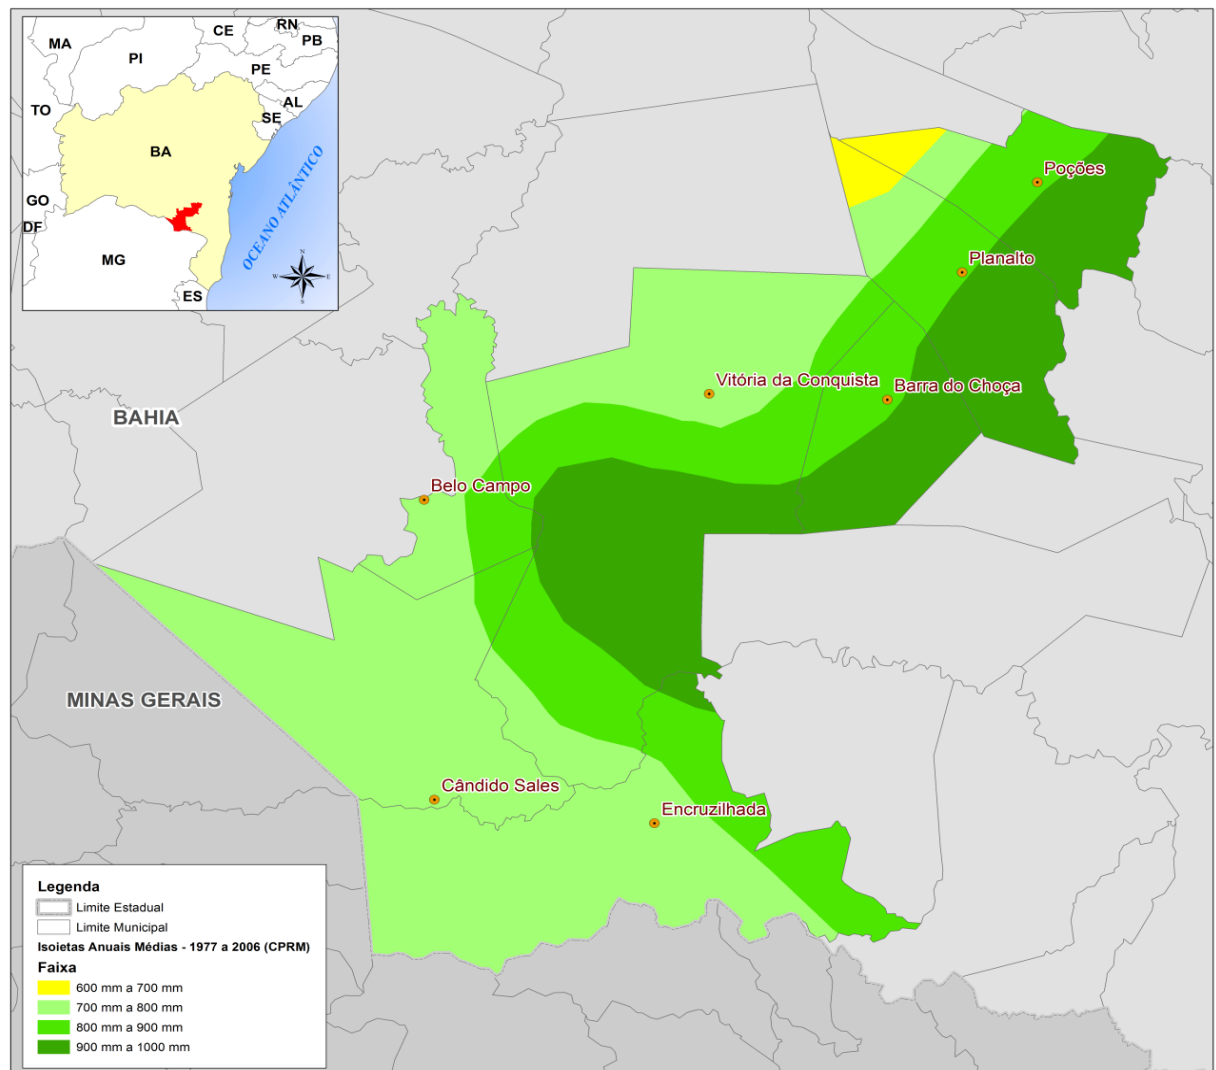 CE
RN
MA
PB
PI
PE
TO
AL
SE
BA
GO
DF
MG
ES
OCEANO ATLÂNTICO
N
W
E
S
Poções
Planalto
Vitória da Conquista
Barra do Choça
BAHIA
Belo Campo
MINAS GERAIS
Cândido Sales
Encruzilhada
Legenda
Limite Estadual
Limite Municipal
Isoietas Anuais Médias - 1977 a 2006 (CPRM)
Faixa
600 mm a 700 mm
700 mm a 800 mm
800 mm a 900 mm
900 mm a 1000 mm